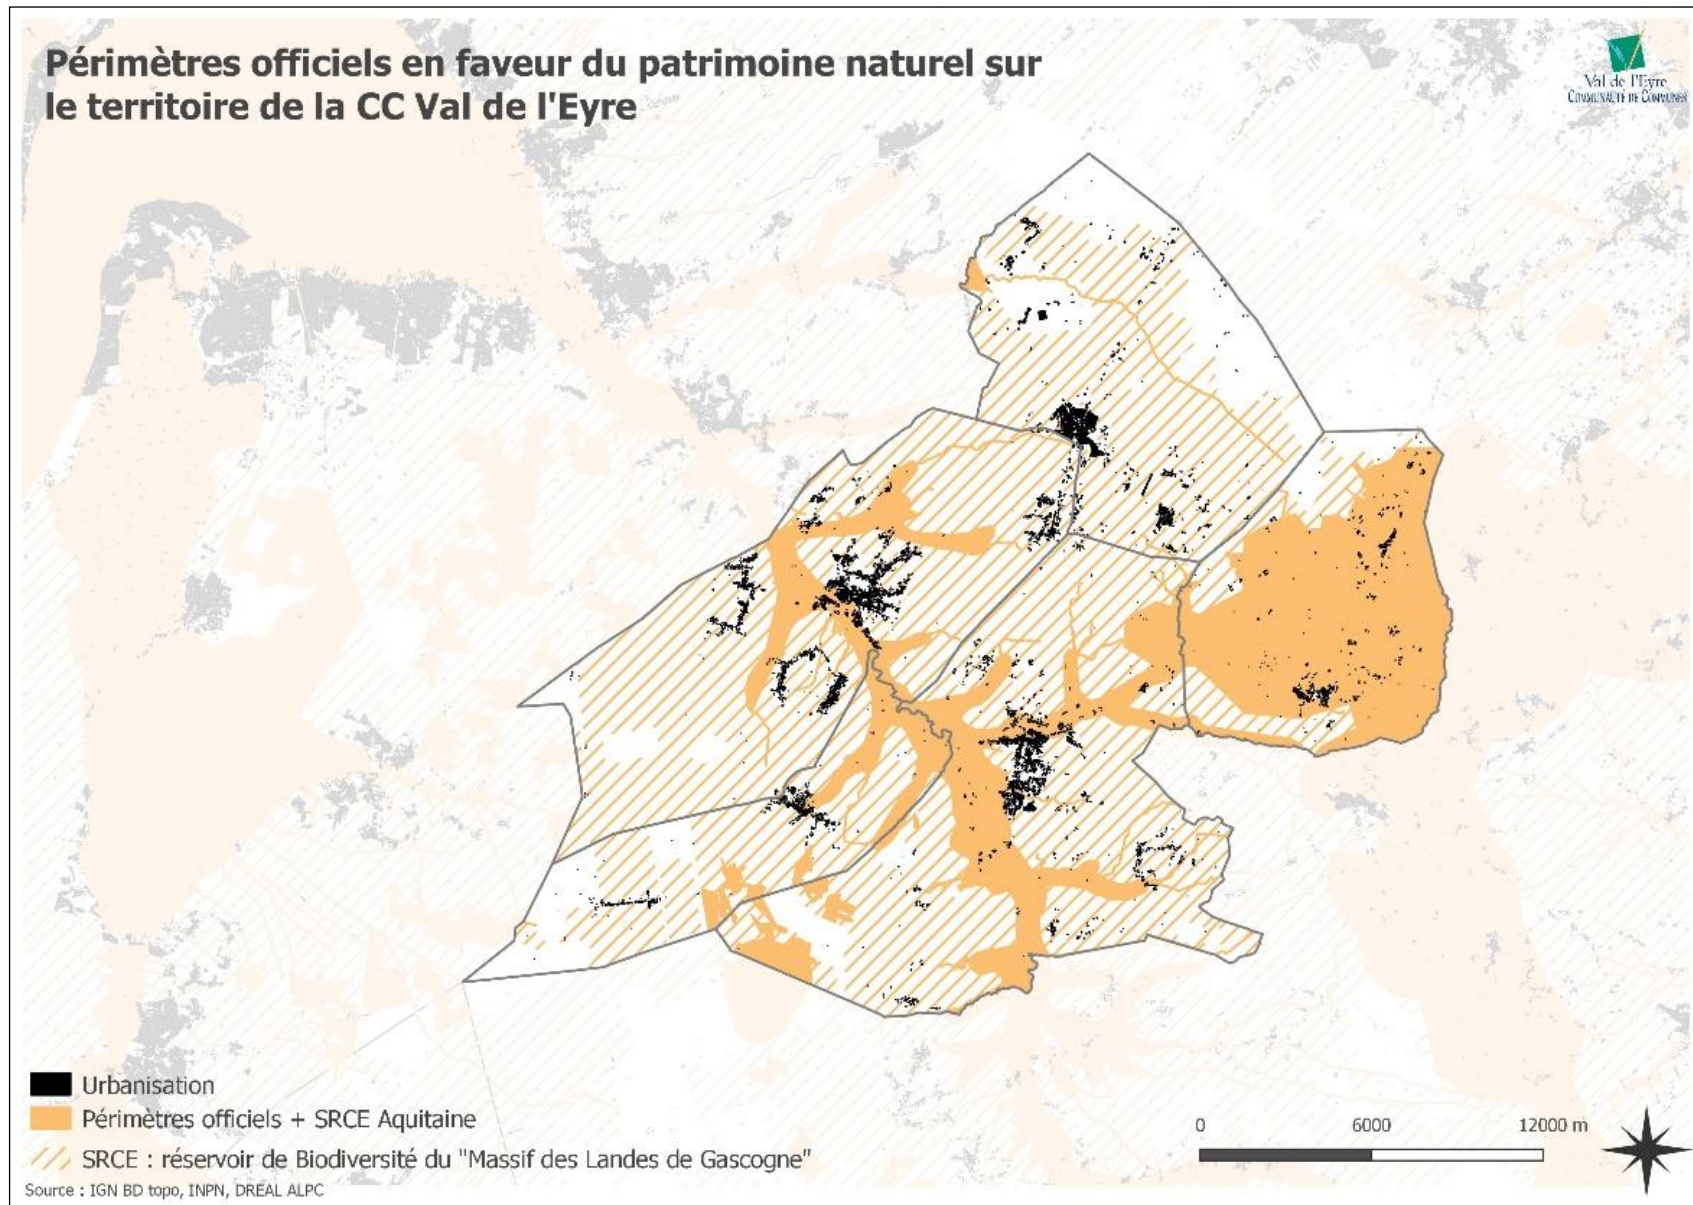 Périmètres officiels en faveur du patrimoine naturel sur
le territoire de la CC Val de l'Eyre
Val de l'Eyre
COMMUNAUTÉ DE COMMUNES
Urbanisation
Périmètres officiels + SRCE Aquitaine
SRCE : réservoir de Biodiversité du "Massif des Landes de Gascogne"
Source : IGN BD topo, INPN, DREAL ALPC
0 6000 12000 m